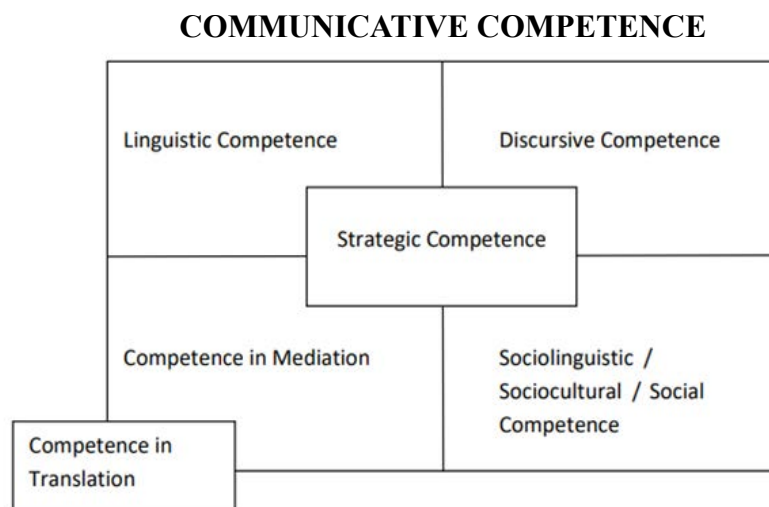 COMMUNICATIVE COMPETENCE
Linguistic Competence
Discursive Competence
Strategic Competence
Competence in Mediation
Sociolinguistic /
Sociocultural / Social
Competence
Competence in
Translation